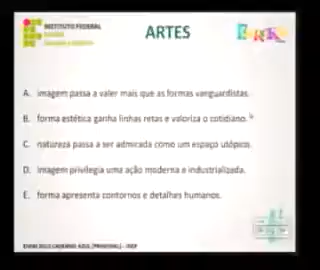 INSTITUTO FEDERAL
ARTES
A. imagem passa a valer mais que as formas vanguardistas.
B. forma estética ganha linhas retas e valoriza o cotidiano.
C. natureza passa a ser admirada como um espaço utópico.
D. imagem privilegia uma ação moderna e industrializada.
E. forma apresenta contornos e detalhes humanos.
ENEM 2013 CADERNO AZUL (PRINCIPAL) - INEP